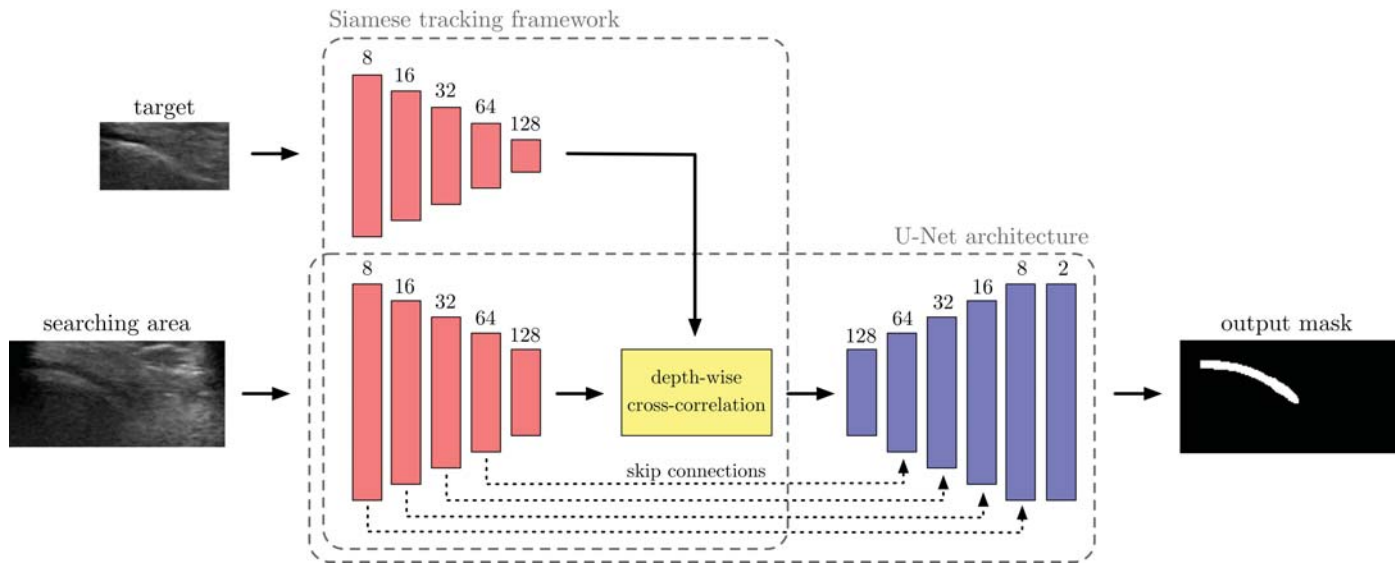 Siamese tracking framework
8
16
32
64
128
target
U-Net architecture
8
16
32
64
128
searching area
depth-wise
cross-correlation
128
64
32
16
8
2
output mask
skip connections